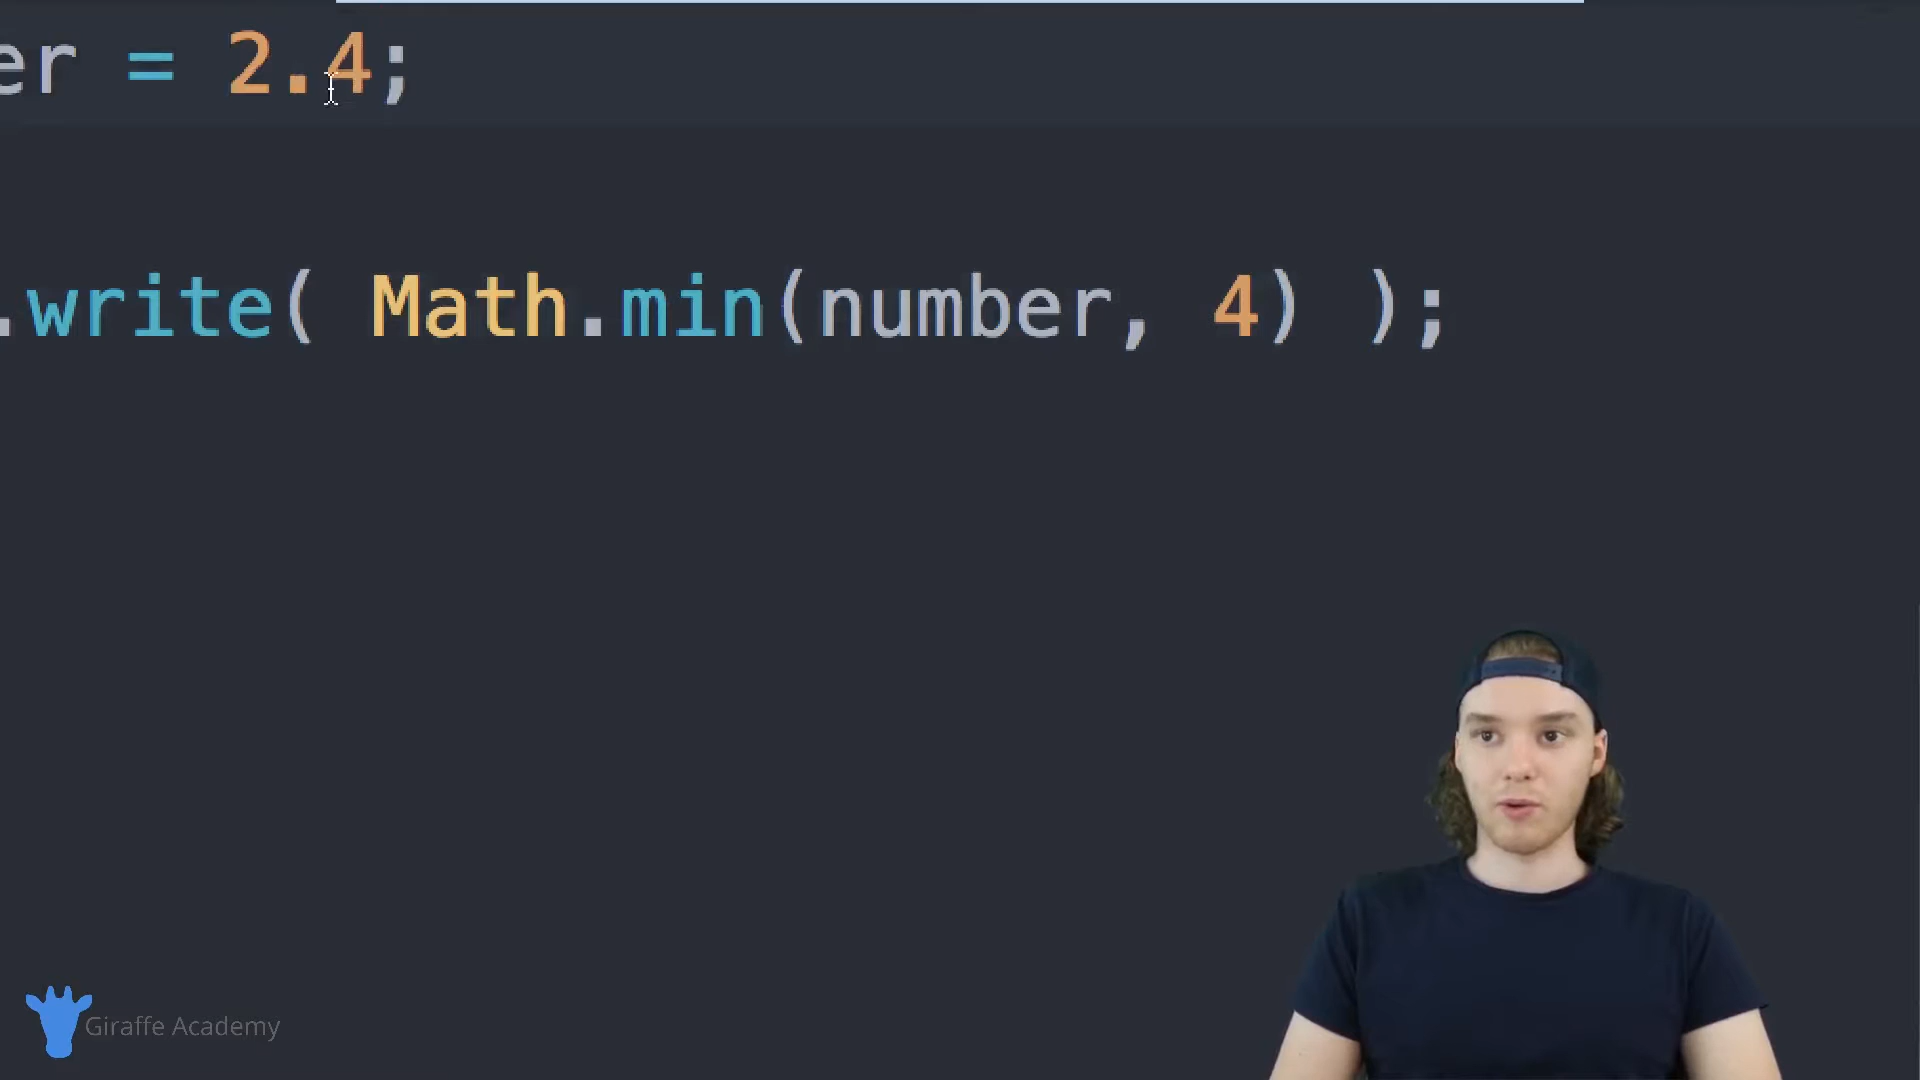 er = 2.4;
.write( Math.min(number, 4) );
Giraffe Academy